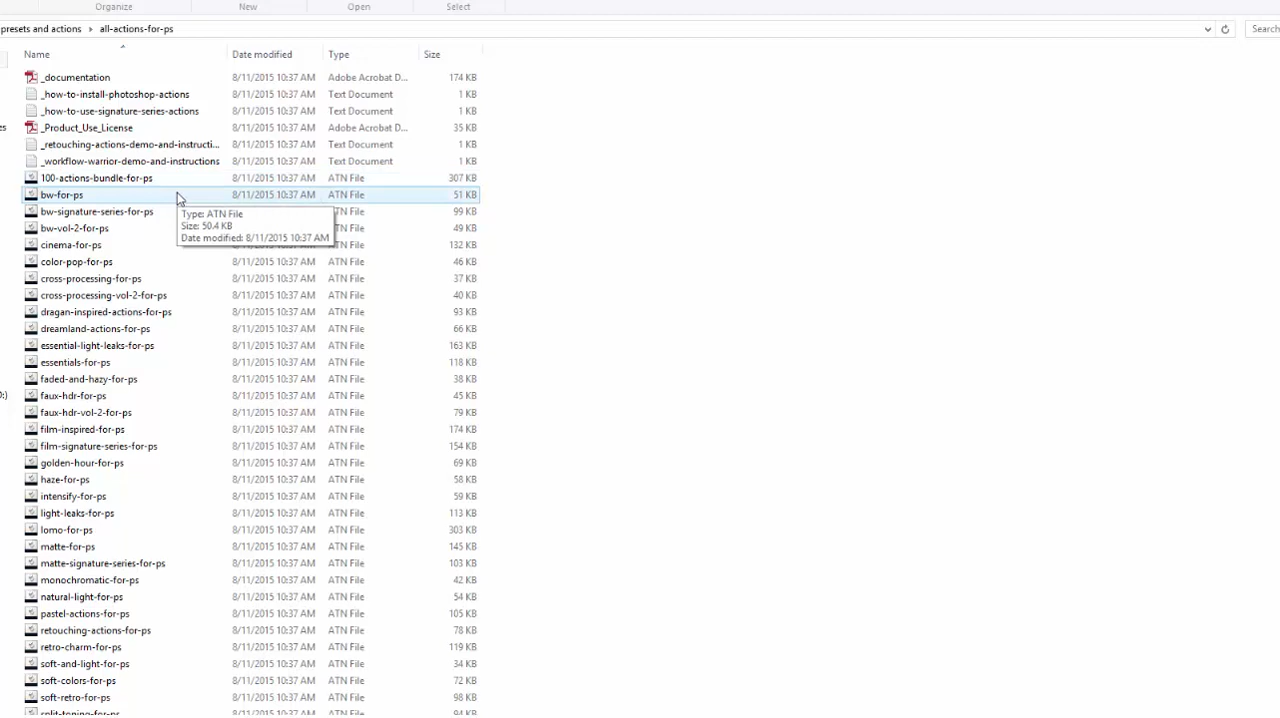 Organize New Open Select
presets and actions all-actions-for-ps Search
Name Date modified Type Size
_documentation 8/11/2015 10:37 AM Adobe Acrobat D... 174 KB
_how-to-install-photoshop-actions 8/11/2015 10:37 AM Text Document 1 KB
_how-to-use-signature-series-actions 8/11/2015 10:37 AM Text Document 1 KB
_Product_Use_License 8/11/2015 10:37 AM Adobe Acrobat D... 35 KB
_retouching-actions-demo-and-instructi... 8/11/2015 10:37 AM Text Document 1 KB
_workflow-warrior-demo-and-instructions 8/11/2015 10:37 AM Text Document 1 KB
100-actions-bundle-for-ps 8/11/2015 10:37 AM ATN File 307 KB
bw-for-ps 8/11/2015 10:37 AM ATN File 51 KB
bw-signature-series-for-ps Type: ATN File ATN File 99 KB
bw-vol-2-for-ps Size: 50.4 KB ATN File 49 KB
cinema-for-ps Date modified: 8/11/2015 10:37 AM ATN File 132 KB
color-pop-for-ps 8/11/2015 10:37 AM ATN File 46 KB
cross-processing-for-ps 8/11/2015 10:37 AM ATN File 37 KB
cross-processing-vol-2-for-ps 8/11/2015 10:37 AM ATN File 40 KB
dragan-inspired-actions-for-ps 8/11/2015 10:37 AM ATN File 93 KB
dreamland-actions-for-ps 8/11/2015 10:37 AM ATN File 66 KB
essential-light-leaks-for-ps 8/11/2015 10:37 AM ATN File 163 KB
essentials-for-ps 8/11/2015 10:37 AM ATN File 118 KB
faded-and-hazy-for-ps 8/11/2015 10:37 AM ATN File 38 KB
faux-hdr-for-ps 8/11/2015 10:37 AM ATN File 45 KB
faux-hdr-vol-2-for-ps 8/11/2015 10:37 AM ATN File 79 KB
film-inspired-for-ps 8/11/2015 10:37 AM ATN File 174 KB
film-signature-series-for-ps 8/11/2015 10:37 AM ATN File 154 KB
golden-hour-for-ps 8/11/2015 10:37 AM ATN File 69 KB
haze-for-ps 8/11/2015 10:37 AM ATN File 58 KB
intensify-for-ps 8/11/2015 10:37 AM ATN File 59 KB
light-leaks-for-ps 8/11/2015 10:37 AM ATN File 113 KB
lomo-for-ps 8/11/2015 10:37 AM ATN File 303 KB
matte-for-ps 8/11/2015 10:37 AM ATN File 145 KB
matte-signature-series-for-ps 8/11/2015 10:37 AM ATN File 103 KB
monochromatic-for-ps 8/11/2015 10:37 AM ATN File 42 KB
natural-light-for-ps 8/11/2015 10:37 AM ATN File 54 KB
pastel-actions-for-ps 8/11/2015 10:37 AM ATN File 105 KB
retouching-actions-for-ps 8/11/2015 10:37 AM ATN File 78 KB
retro-charm-for-ps 8/11/2015 10:37 AM ATN File 119 KB
soft-and-light-for-ps 8/11/2015 10:37 AM ATN File 34 KB
soft-colors-for-ps 8/11/2015 10:37 AM ATN File 72 KB
soft-retro-for-ps 8/11/2015 10:37 AM ATN File 98 KB
split-toning-for-ps 8/11/2015 10:37 AM ATN File 94 KB